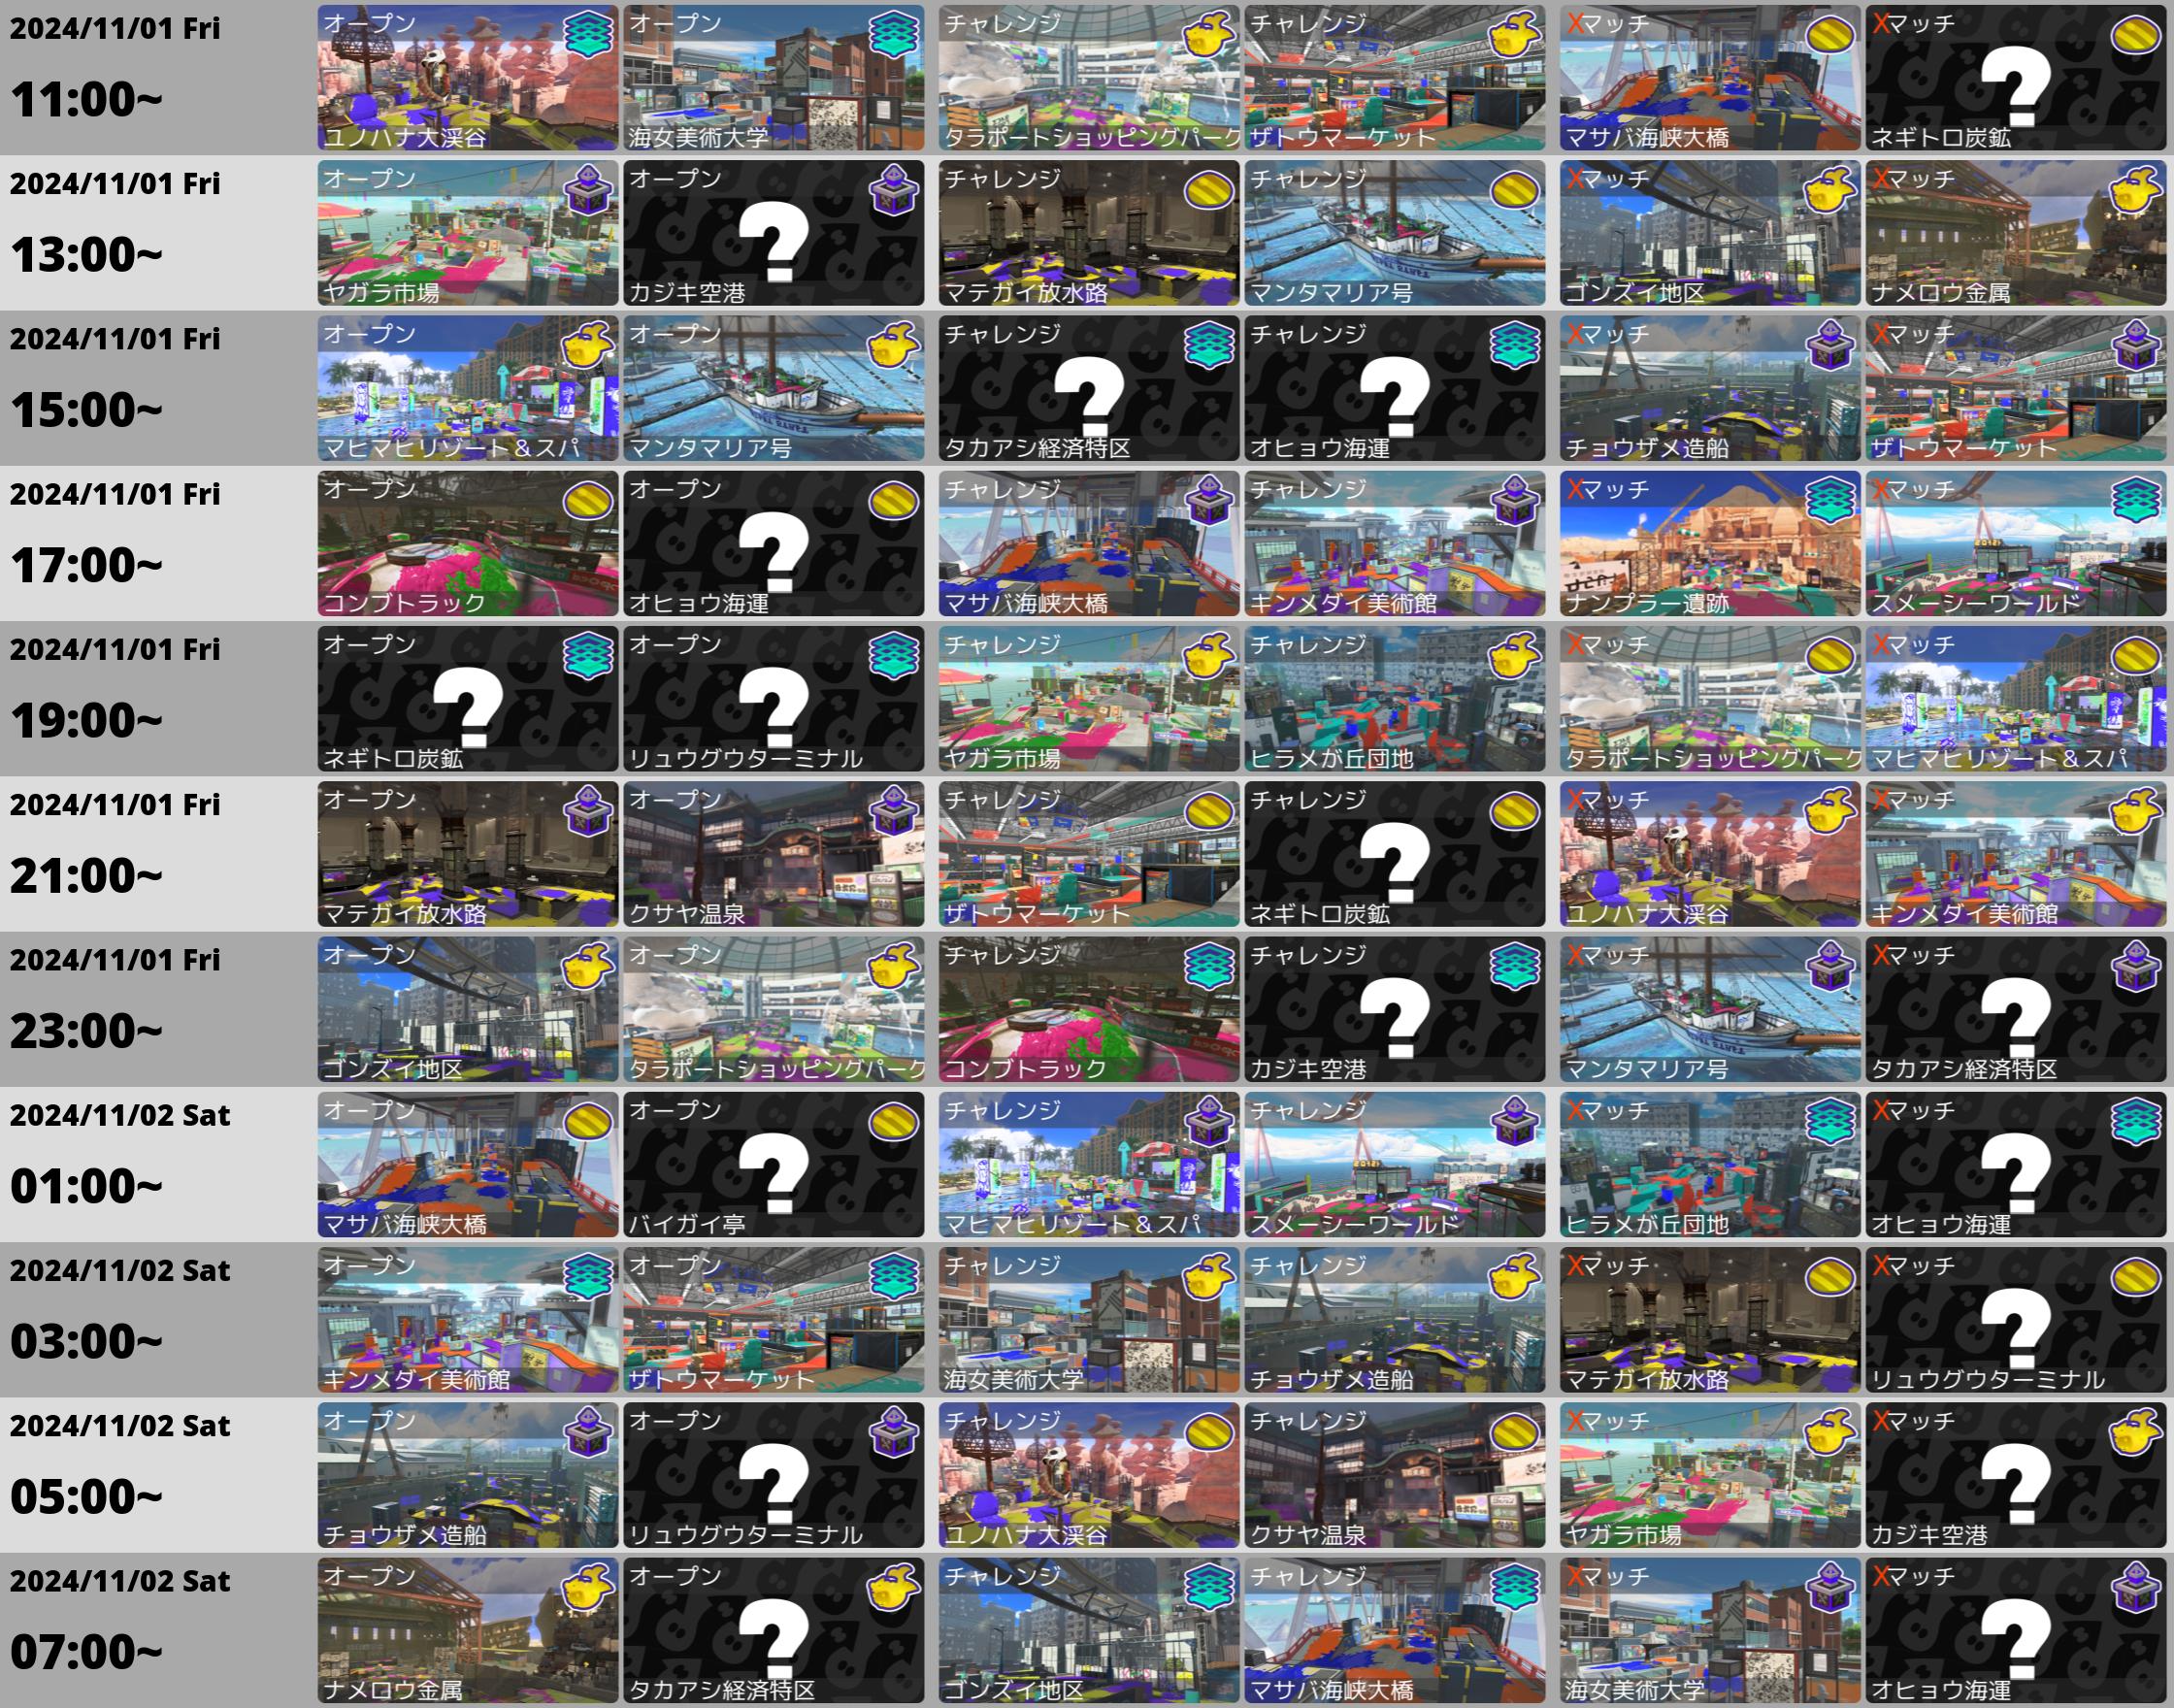 2024/11/01 Fri
11:00~
オープン
ユノハナ大渓谷
オープン
海女美術大学
チャレンジ
タラポートショッピングパーク
チャレンジ
ザトウマーケット
Xマッチ
マサバ海峡大橋
Xマッチ
?
ネギトロ炭鉱
2024/11/01 Fri
13:00~
オープン
ヤガラ市場
オープン
?
カジキ空港
チャレンジ
マテガイ放水路
チャレンジ
マンタマリア号
Xマッチ
ゴンズイ地区
Xマッチ
ナメロウ金属
2024/11/01 Fri
15:00~
オープン
マヒマヒリゾート&スパ
オープン
マンタマリア号
チャレンジ
?
タカアシ経済特区
チャレンジ
?
オヒョウ海運
Xマッチ
チョウザメ造船
Xマッチ
ザトウマーケット
2024/11/01 Fri
17:00~
オープン
コンブトラック
オープン
?
オヒョウ海運
チャレンジ
マサバ海峡大橋
チャレンジ
キンメダイ美術館
Xマッチ
ナンプラー遺跡
Xマッチ
スメーシーワールド
2024/11/01 Fri
19:00~
オープン
?
ネギトロ炭鉱
オープン
?
リュウグウターミナル
チャレンジ
ヤガラ市場
チャレンジ
ヒラメが丘団地
Xマッチ
タラポートショッピングパーク
Xマッチ
マヒマヒリゾート&スパ
2024/11/01 Fri
21:00~
オープン
マテガイ放水路
オープン
クサヤ温泉
チャレンジ
ザトウマーケット
チャレンジ
?
ネギトロ炭鉱
Xマッチ
ユノハナ大渓谷
Xマッチ
キンメダイ美術館
2024/11/01 Fri
23:00~
オープン
ゴンズイ地区
オープン
タラポートショッピングパーク
チャレンジ
コンブトラック
チャレンジ
?
カジキ空港
Xマッチ
マンタマリア号
Xマッチ
?
タカアシ経済特区
2024/11/02 Sat
01:00~
オープン
マサバ海峡大橋
オープン
?
バイガイ亭
チャレンジ
マヒマヒリゾート&スパ
チャレンジ
スメーシーワールド
Xマッチ
ヒラメが丘団地
Xマッチ
?
オヒョウ海運
2024/11/02 Sat
03:00~
オープン
キンメダイ美術館
オープン
ザトウマーケット
チャレンジ
海女美術大学
チャレンジ
チョウザメ造船
Xマッチ
マテガイ放水路
Xマッチ
?
リュウグウターミナル
2024/11/02 Sat
05:00~
オープン
チョウザメ造船
オープン
?
リュウグウターミナル
チャレンジ
ユノハナ大渓谷
チャレンジ
クサヤ温泉
Xマッチ
ヤガラ市場
Xマッチ
?
カジキ空港
2024/11/02 Sat
07:00~
オープン
ナメロウ金属
オープン
?
タカアシ経済特区
チャレンジ
ゴンズイ地区
チャレンジ
マサバ海峡大橋
Xマッチ
海女美術大学
Xマッチ
?
オヒョウ海運